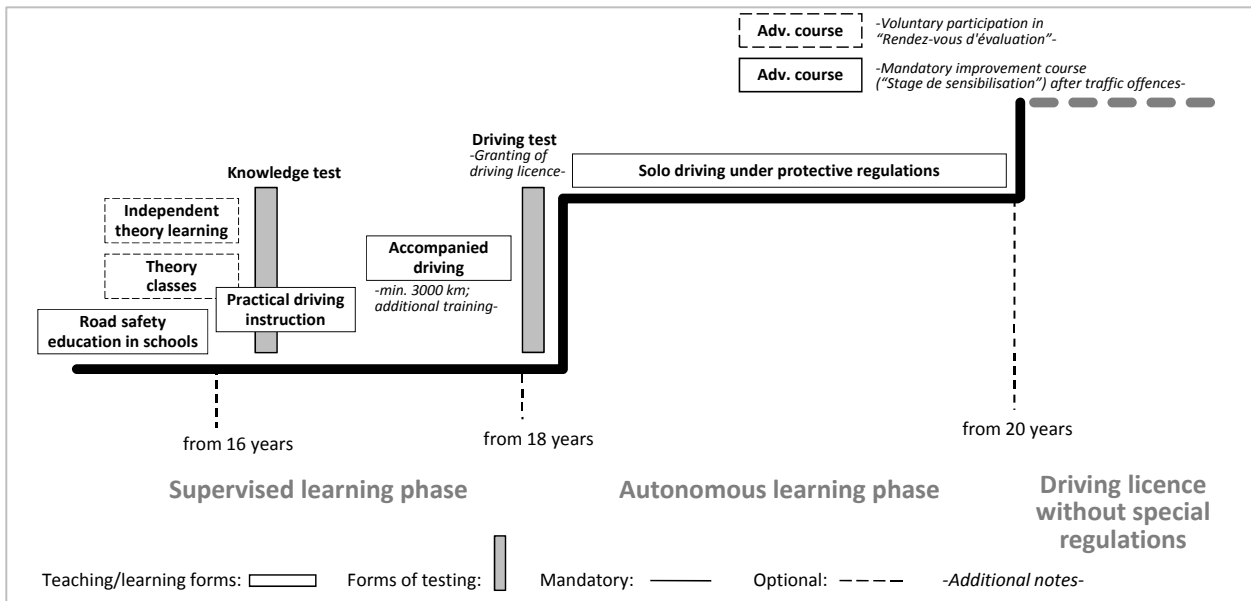 Adv. course
-Voluntary participation in
“Rendez-vous d'évaluation”-
Adv. course
-Mandatory improvement course
(“Stage de sensibilisation”) after traffic offences-
Driving test
-Granting of
driving licence-
Knowledge test
Solo driving under protective regulations
Independent
theory learning
Accompanied
driving
Theory
classes
-min. 3000 km;
additional training-
Practical driving
instruction
Road safety
education in schools
from 16 years
from 18 years
from 20 years
Supervised learning phase
Autonomous learning phase
Driving licence
without special
regulations
Teaching/learning forms:
Forms of testing:
Mandatory:
Optional:
-Additional notes-